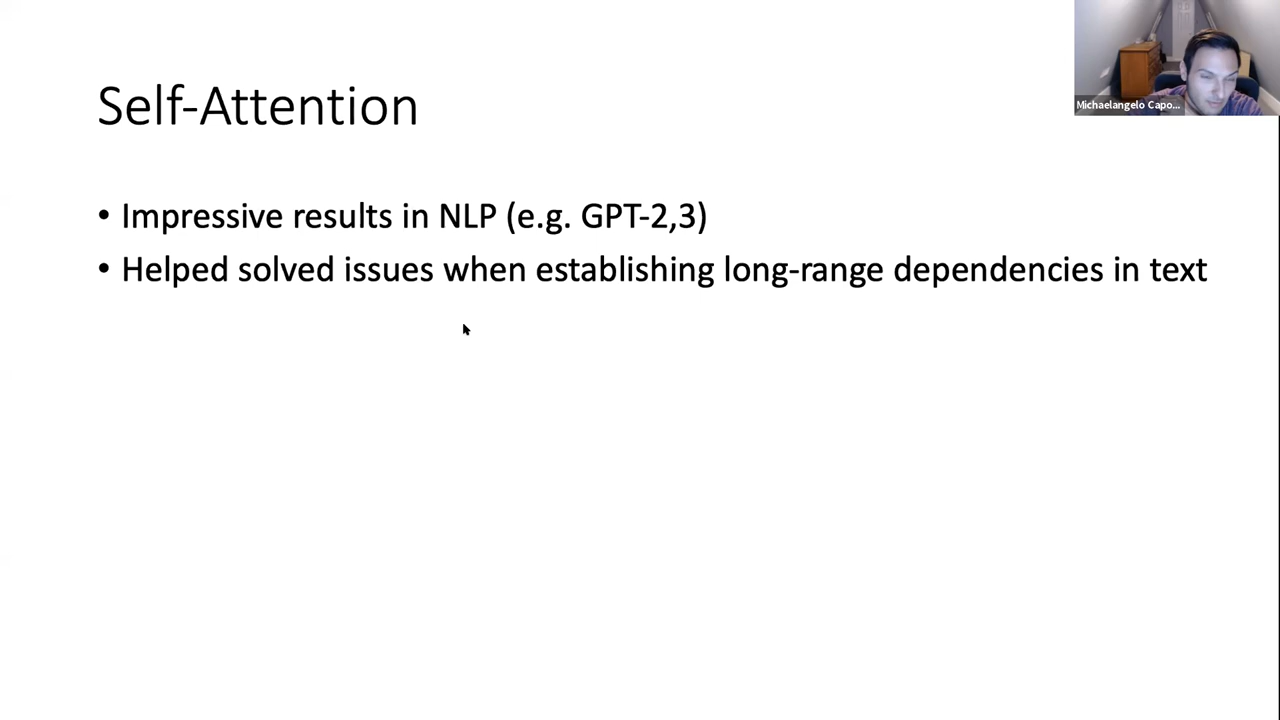 Michaelangelo Capo...
Self-Attention
• Impressive results in NLP (e.g. GPT-2,3)
• Helped solved issues when establishing long-range dependencies in text